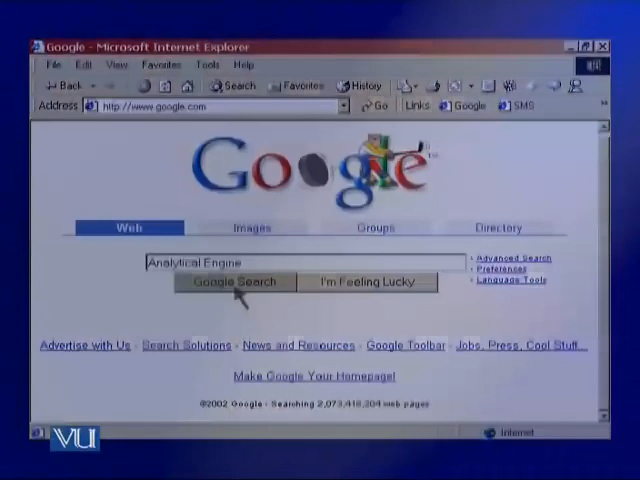 Google - Microsoft Internet Explorer
File Edit View Favorites Tools Help
Back Search Favorites History
Address http://www.google.com Go Links Google SMS
Google
Web Images Groups Directory
Analytical Engine
Advanced Search
Google Search I'm Feeling Lucky
Preferences
Language Tools
Advertise with Us - Search Solutions - News and Resources - Google Toolbar - Jobs, Press, Cool Stuff...
Make Google Your Homepage!
©2002 Google - Searching 2,073,418,204 web pages
Internet
VU